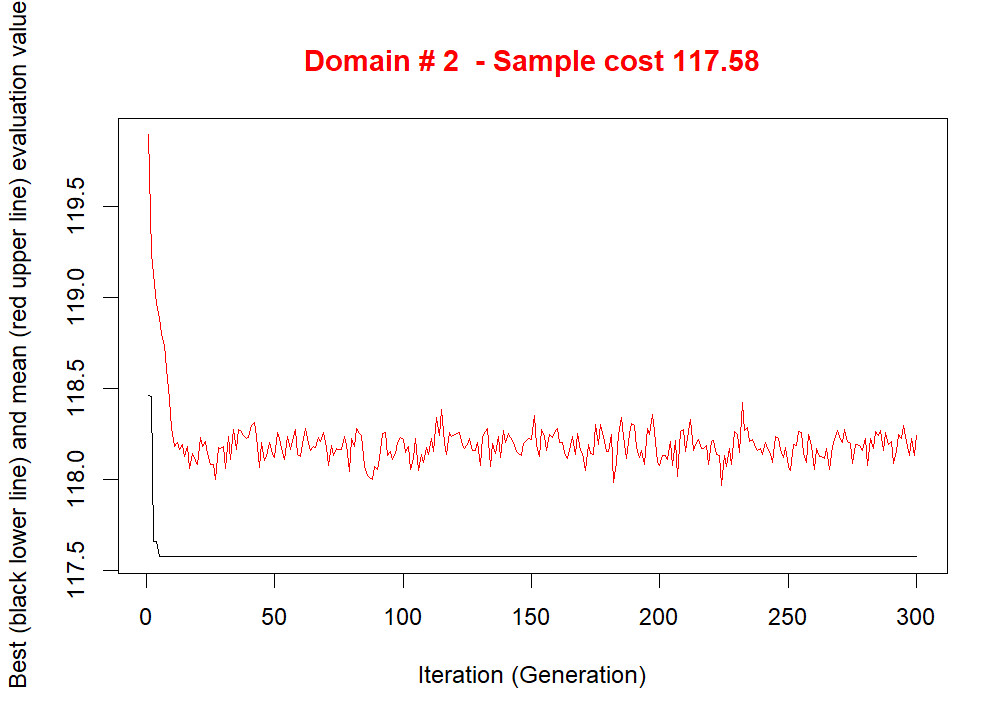 Domain # 2  - Sample cost 117.58
Best (black lower line) and mean (red upper line) evaluation value
119.5
119.0
118.5
118.0
117.5
0 50 100 150 200 250 300
Iteration (Generation)